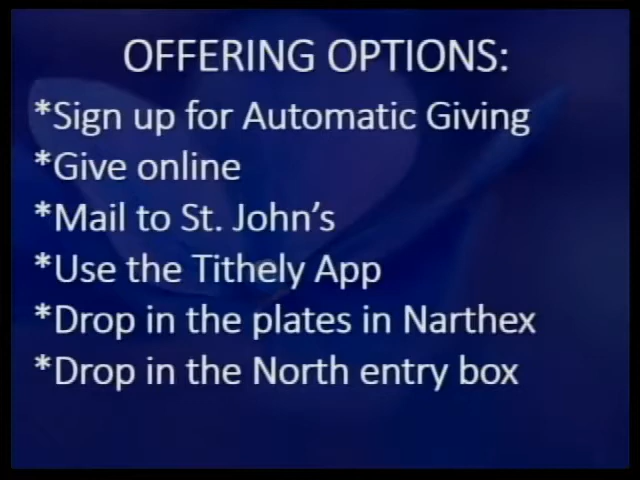 OFFERING OPTIONS:
*Sign up for Automatic Giving
*Give online
*Mail to St. John's
*Use the Tithely App
*Drop in the plates in Narthex
*Drop in the North entry box